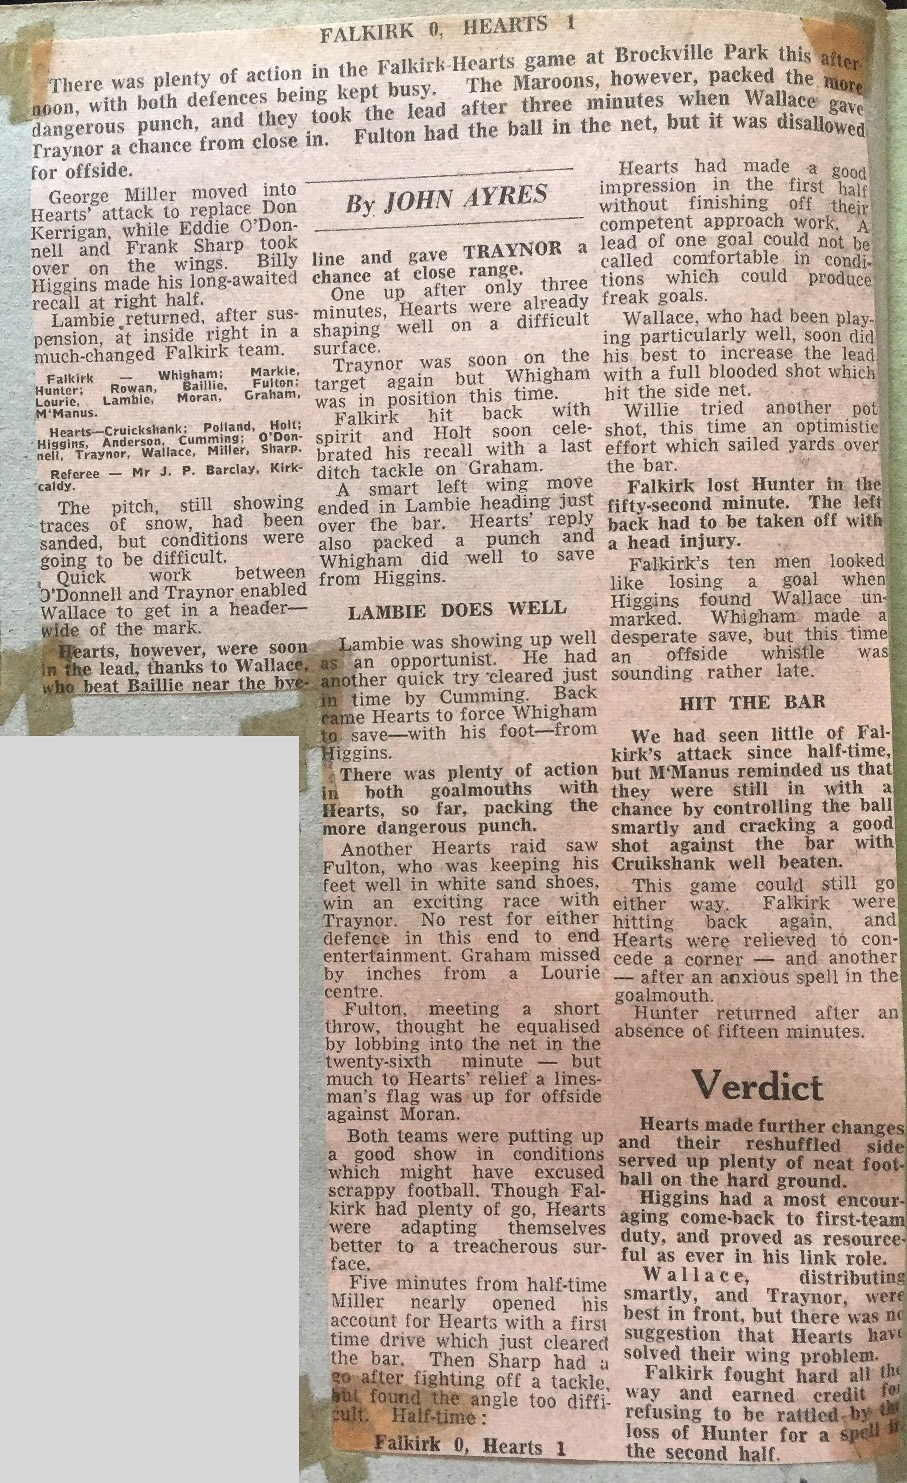 FALKIRK 0, HEARTS 1
There was plenty of action in the Falkirk-Hearts game at Brockville Park this after-
noon, with both defences being kept busy. The Maroons, however, packed the more
dangerous punch, and they took the lead after three minutes when Wallace gave
Traynor a chance from close in. Fulton had the ball in the net, but it was disallowed
for offside.
George Miller moved into
Hearts' attack to replace Don
Kerrigan, while Eddie O'Don-
nell and Frank Sharp took
over on the wings. Billy
Higgins made his long-awaited
recall at right half.
Lambie returned, after sus-
pension, at inside right in a
much-changed Falkirk team.
Falkirk — Whigham; Markie,
Hunter; Rowan, Baillie, Fulton;
Lourie, Lambie, Moran, Graham,
M'Manus.
Hearts—Cruickshank; Polland, Holt;
Higgins, Anderson, Cumming; O'Don-
nell, Traynor, Wallace, Miller, Sharp.
Referee — Mr J. P. Barclay, Kirk-
caldy.
The pitch, still showing
traces of snow, had been
sanded, but conditions were
going to be difficult.
Quick work between
O'Donnell and Traynor enabled
Wallace to get in a header—
wide of the mark.
Hearts, however, were soon
in the lead, thanks to Wallace,
who beat Baillie near the bye-
By JOHN AYRES
line and gave TRAYNOR a
chance at close range.
One up after only three
minutes, Hearts were already
shaping well on a difficult
surface.
Traynor was soon on the
target again but Whigham
was in position this time.
Falkirk hit back with
spirit and Holt soon cele-
brated his recall with a last
ditch tackle on Graham.
A smart left wing move
ended in Lambie heading just
over the bar. Hearts' reply
also packed a punch and
Whigham did well to save
from Higgins.
LAMBIE DOES WELL
Lambie was showing up well
as an opportunist. He had
another quick try cleared just
in time by Cumming. Back
came Hearts to force Whigham
to save—with his foot—from
Higgins.
There was plenty of action
in both goalmouths with
Hearts, so far, packing the
more dangerous punch.
Another Hearts raid saw
Fulton, who was keeping his
feet well in white sand shoes,
win an exciting race with
Traynor. No rest for either
defence in this end to end
entertainment. Graham missed
by inches from a Lourie
centre.
Fulton, meeting a short
throw, thought he equalised
by lobbing into the net in the
twenty-sixth minute — but
much to Hearts' relief a lines-
man's flag was up for offside
against Moran.
Both teams were putting up
a good show in conditions
which might have excused
scrappy football. Though Fal-
kirk had plenty of go, Hearts
were adapting themselves
better to a treacherous sur-
face.
Five minutes from half-time
Miller nearly opened his
account for Hearts with a first
time drive which just cleared
the bar. Then Sharp had a
go after fighting off a tackle,
but found the angle too diffi-
cult. Half-time:
Falkirk 0, Hearts 1
Hearts had made a good
impression in the first half
without finishing off their
competent approach work. A
lead of one goal could not be
called comfortable in condi-
tions which could produce
freak goals.
Wallace, who had been play-
ing particularly well, soon did
his best to increase the lead
with a full blooded shot which
hit the side net.
Willie tried another pot
shot, this time an optimistic
effort which sailed yards over
the bar.
Falkirk lost Hunter in the
fifty-second minute. The left
back had to be taken off with
a head injury.
Falkirk's ten men looked
like losing a goal when
Higgins found Wallace un-
marked. Whigham made a
desperate save, but this time
an offside whistle was
sounding rather late.
HIT THE BAR
We had seen little of Fal-
kirk's attack since half-time,
but M'Manus reminded us that
they were still in with a
chance by controlling the ball
smartly and cracking a good
shot against the bar with
Cruikshank well beaten.
This game could still go
either way. Falkirk were
hitting back again, and
Hearts were relieved to con-
cede a corner — and another
— after an anxious spell in the
goalmouth.
Hunter returned after an
absence of fifteen minutes.
Verdict
Hearts made further changes
and their reshuffled side
served up plenty of neat foot-
ball on the hard ground.
Higgins had a most encour-
aging come-back to first-team
duty, and proved as resource-
ful as ever in his link role.
Wallace, distributing
smartly, and Traynor, were
best in front, but there was no
suggestion that Hearts have
solved their wing problem.
Falkirk fought hard all the
way and earned credit for
refusing to be rattled by the
loss of Hunter for a spell in
the second half.